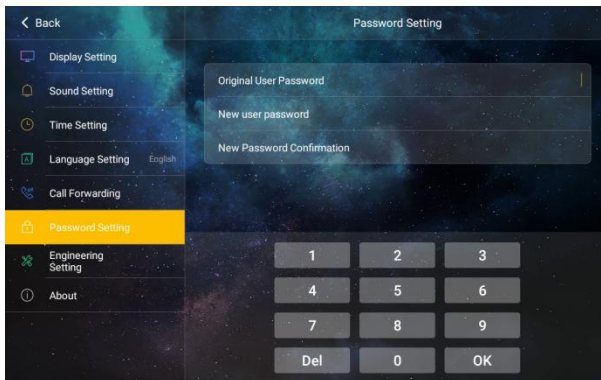 Back
Password Setting
Display Setting
Sound Setting
Time Setting
Language Setting English
Call Forwarding
Password Setting
Engineering
Setting
About
Original User Password
New user password
New Password Confirmation
1 2 3
4 5 6
7 8 9
Del 0 OK